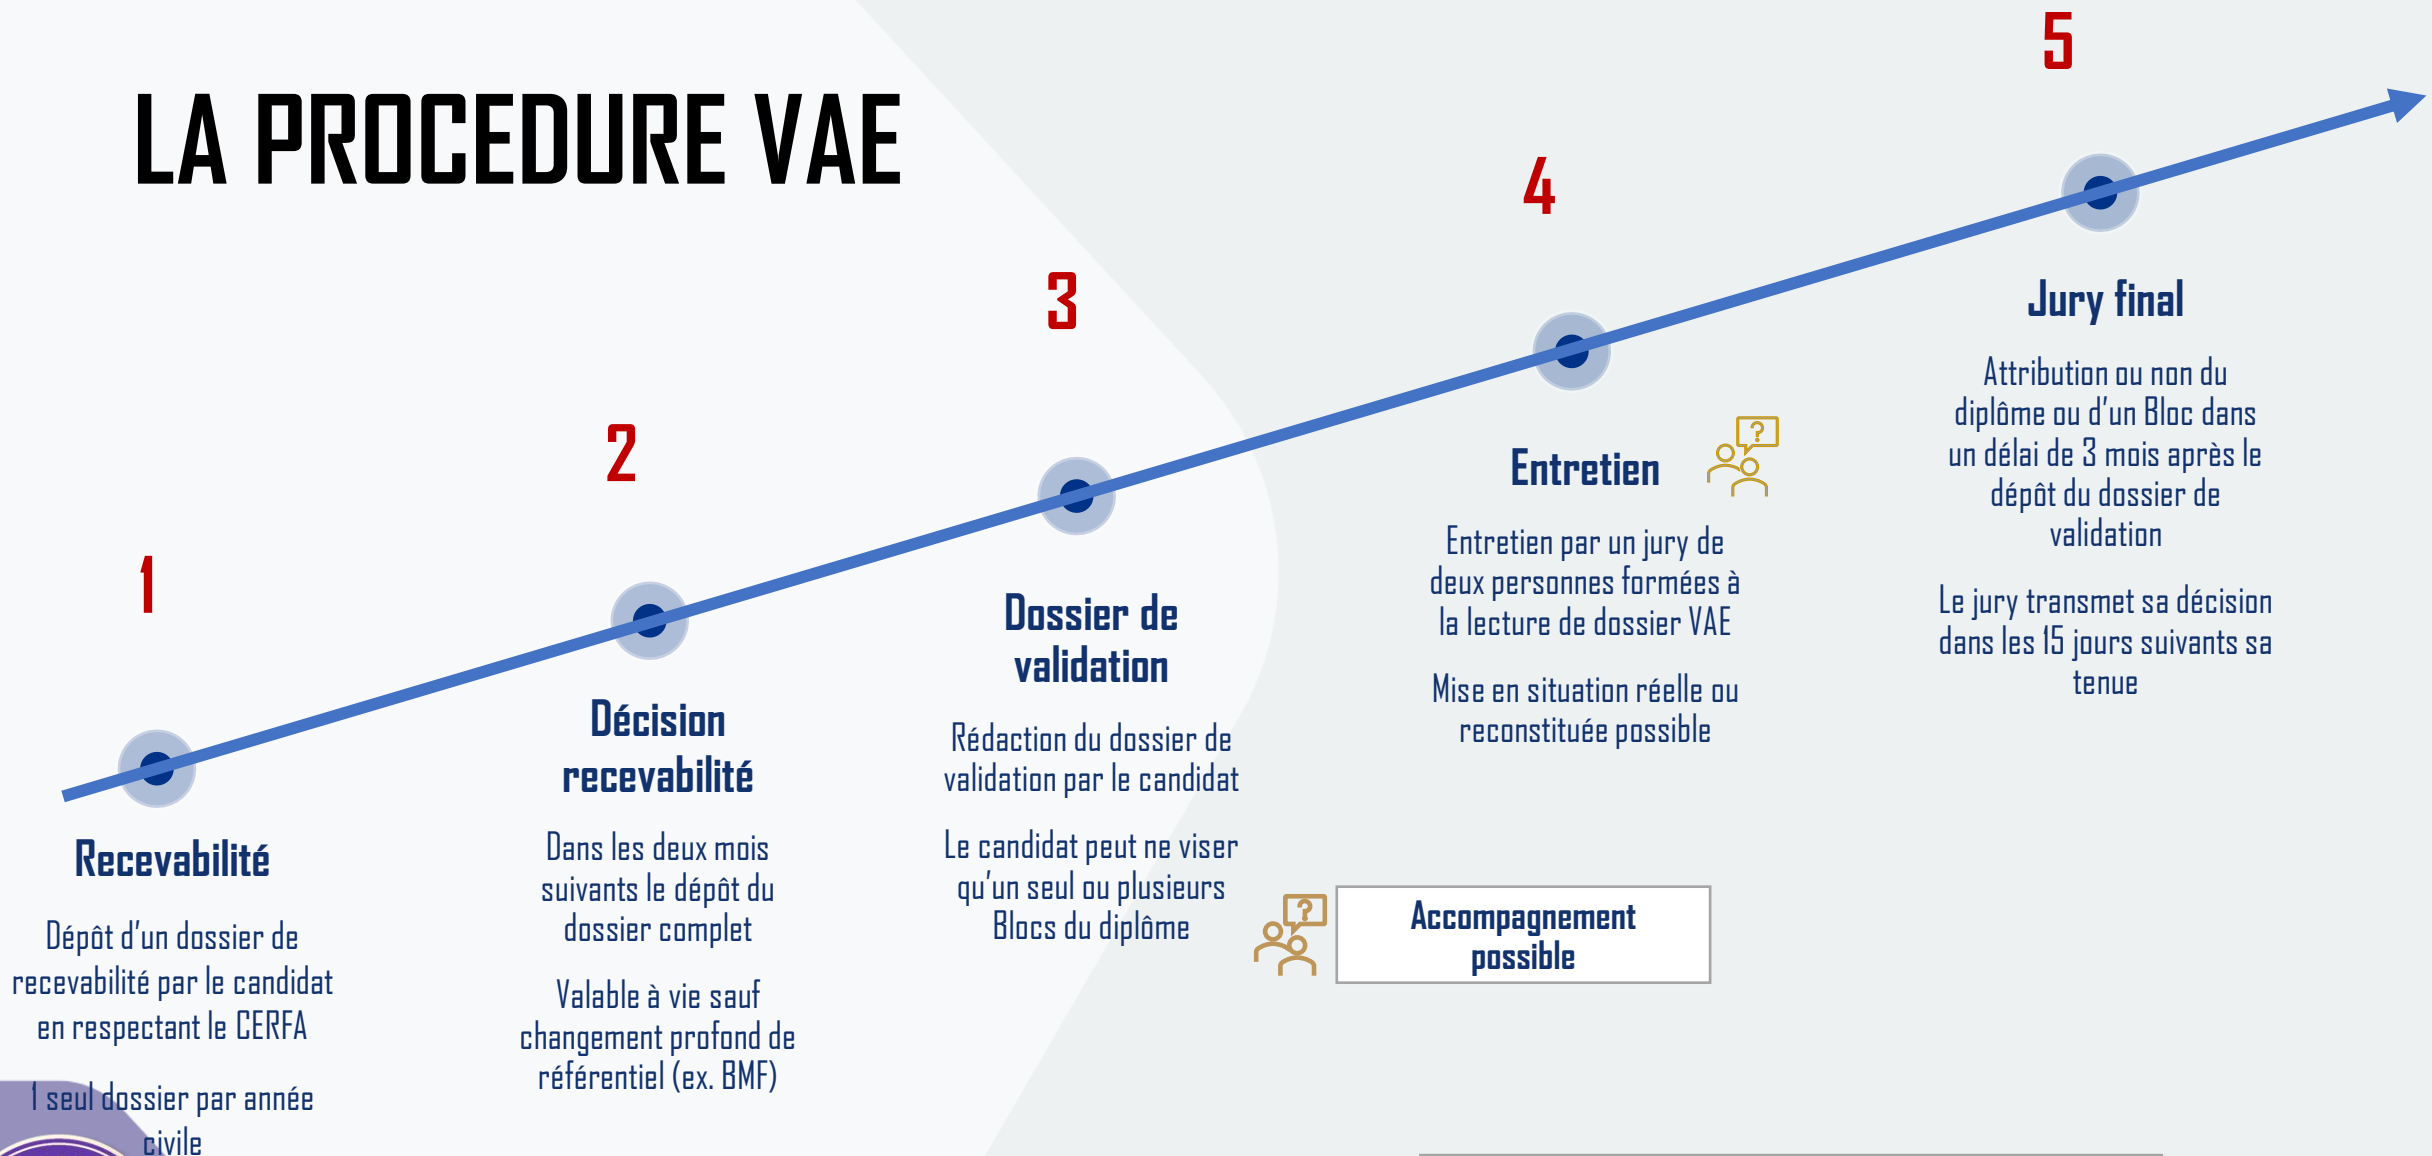 LA PROCEDURE VAE
1
Recevabilité
Dépôt d'un dossier de
recevabilité par le candidat
en respectant le CERFA
1 seul dossier par année
civile
2
Décision
recevabilité
Dans les deux mois
suivants le dépôt du
dossier complet
Valable à vie sauf
changement profond de
référentiel (ex. BMF)
3
Dossier de
validation
Rédaction du dossier de
validation par le candidat
Le candidat peut ne viser
qu'un seul ou plusieurs
Blocs du diplôme
?
Accompagnement
possible
4
Entretien
?
Entretien par un jury de
deux personnes formées à
la lecture de dossier VAE
Mise en situation réelle ou
reconstituée possible
5
Jury final
Attribution ou non du
diplôme ou d'un Bloc dans
un délai de 3 mois après le
dépôt du dossier de
validation
Le jury transmet sa décision
dans les 15 jours suivants sa
tenue